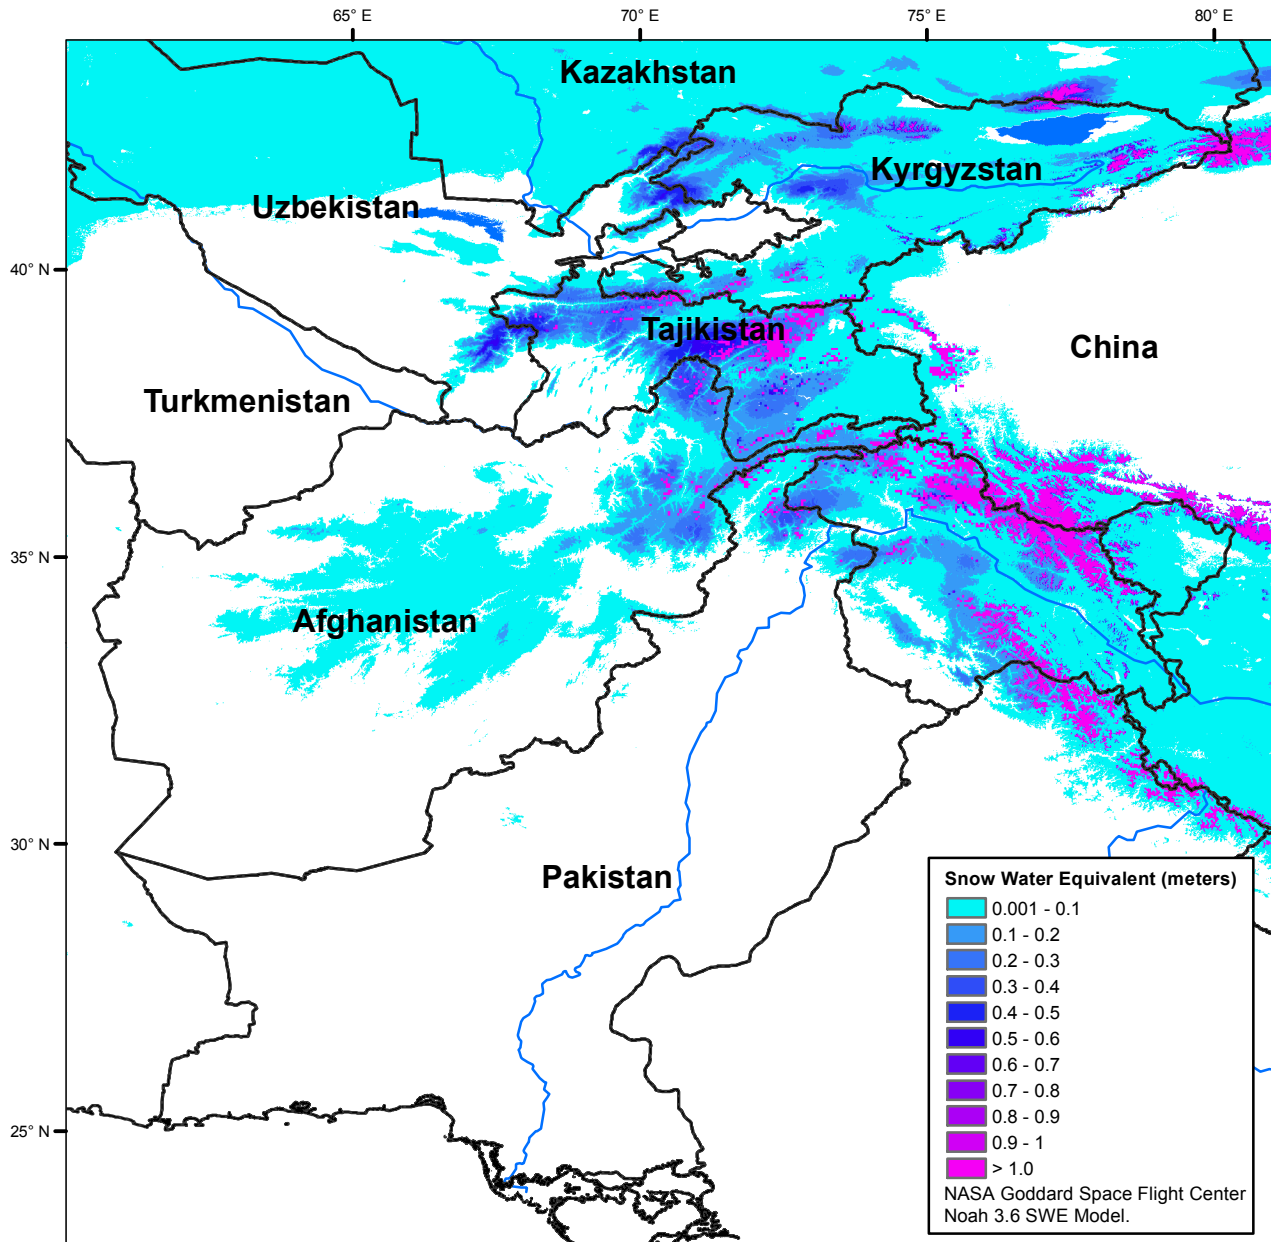 65° E
70° E
75° E
80° E
Kazakhstan
Kyrgyzstan
Uzbekistan
40° N
Tajikistan
China
Turkmenistan
35° N
Afghanistan
30° N
Pakistan
25° N
Snow Water Equivalent (meters)
0.001 - 0.1
0.1 - 0.2
0.2 - 0.3
0.3 - 0.4
0.4 - 0.5
0.5 - 0.6
0.6 - 0.7
0.7 - 0.8
0.8 - 0.9
0.9 - 1
> 1.0
NASA Goddard Space Flight Center
Noah 3.6 SWE Model.